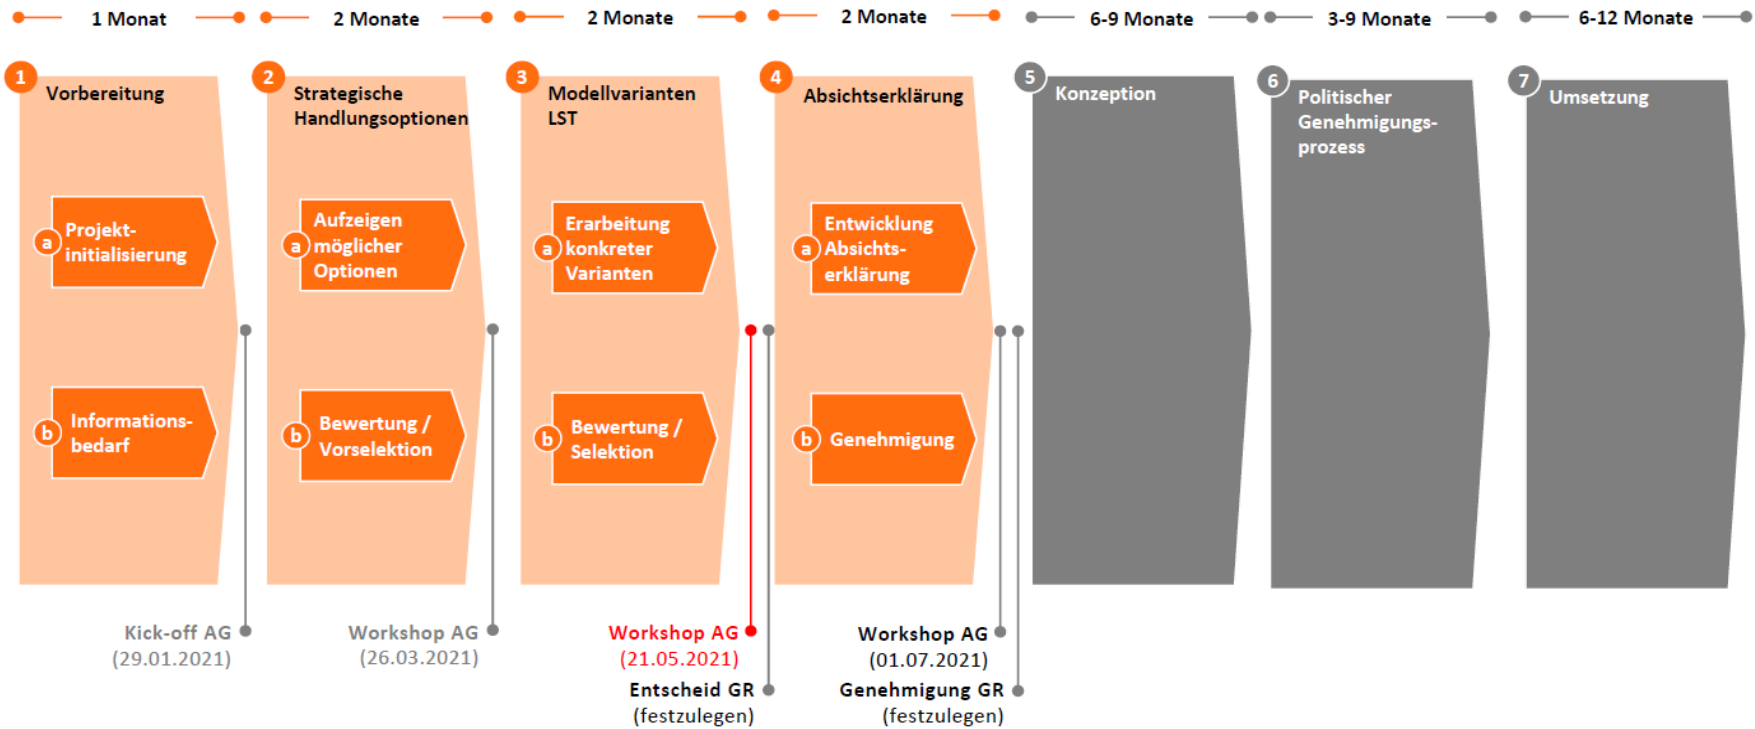 1 Monat
2 Monate
2 Monate
2 Monate
6-9 Monate
3-9 Monate
6-12 Monate
1
Vorbereitung
a
Projekt-
initialisierung
b
Informations-
bedarf
Kick-off AG
(29.01.2021)
2
Strategische
Handlungsoptionen
a
Aufzeigen
möglicher
Optionen
b
Bewertung /
Vorselektion
Workshop AG
(26.03.2021)
3
Modellvarianten
LST
a
Erarbeitung
konkreter
Varianten
b
Bewertung /
Selektion
Workshop AG
(21.05.2021)
Entscheid GR
(festzulegen)
4
Absichtserklärung
a
Entwicklung
Absichts-
erklärung
b
Genehmigung
Workshop AG
(01.07.2021)
Genehmigung GR
(festzulegen)
5
Konzeption
6
Politischer
Genehmigungs-
prozess
7
Umsetzung